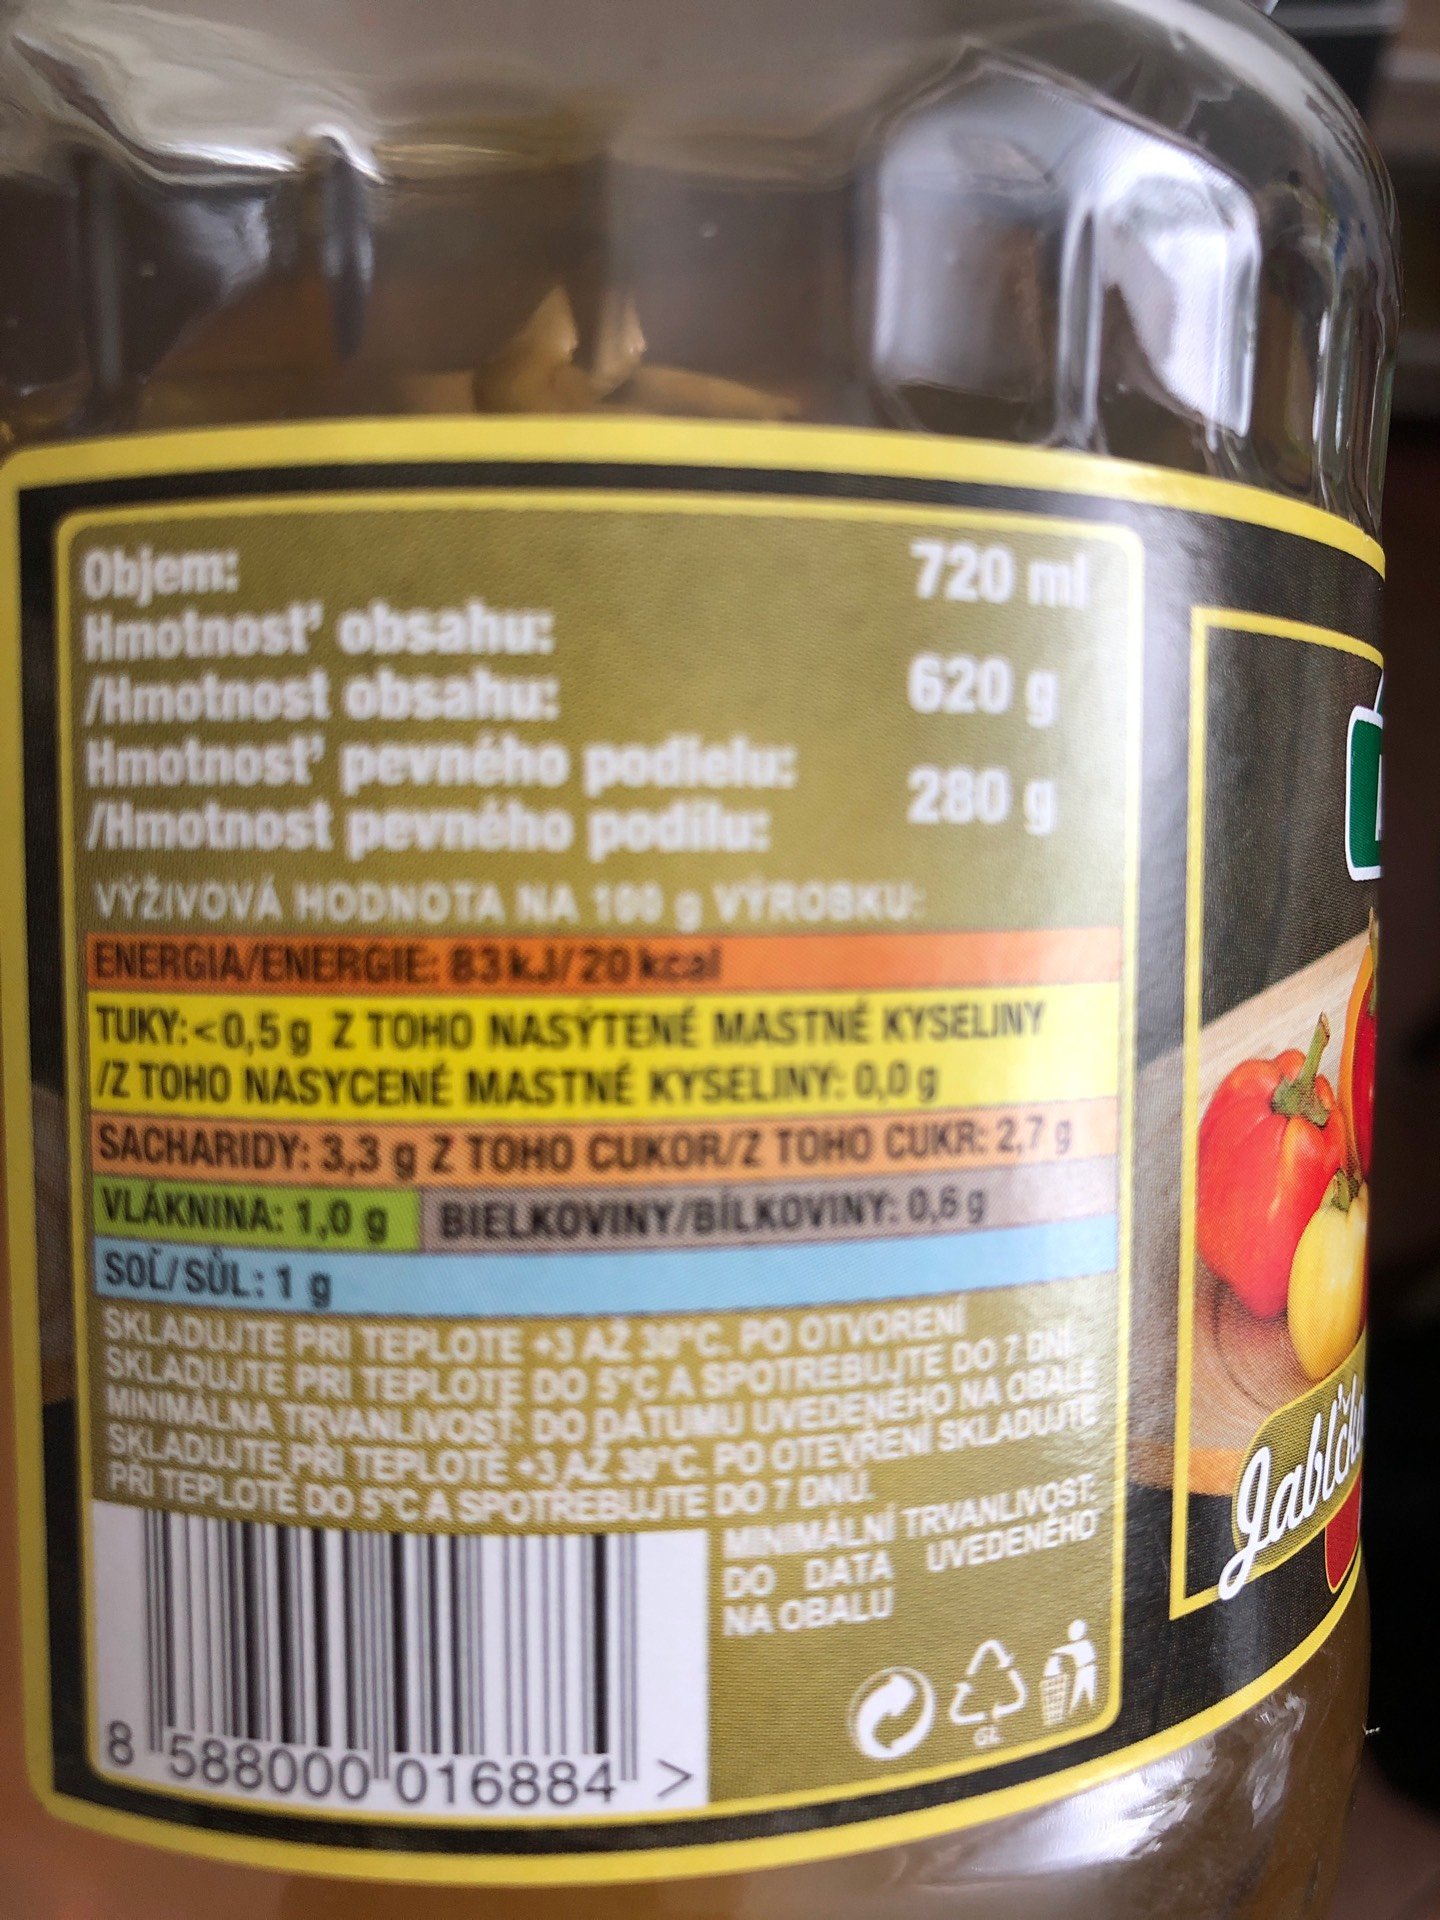 Objem: 720 ml
Hmotnosť obsahu:
/Hmotnost obsahu: 620 g
Hmotnosť pevného podielu:
/Hmotnost pevného podílu: 280 g
VÝŽIVOVÁ HODNOTA NA 100 g VÝROBKU:
ENERGIA/ENERGIE: 83 kJ/20 kcal
TUKY: <0,5 g Z TOHO NASÝTENÉ MASTNÉ KYSELINY
/Z TOHO NASYCENÉ MASTNÉ KYSELINY: 0,0 g
SACHARIDY: 3,3 g Z TOHO CUKOR/Z TOHO CUKR: 2,7 g
VLÁKNINA: 1,0 g BIELKOVINY/BÍLKOVINY: 0,6 g
SOĽ/SŮL: 1 g
SKLADUJTE PRI TEPLOTE +3 AŽ 30°C. PO OTVORENÍ
SKLADUJTE PRI TEPLOTE DO 5°C A SPOTREBUJTE DO 7 DNÍ.
MINIMÁLNA TRVANLIVOSŤ: DO DÁTUMU UVEDENÉHO NA OBALE
SKLADUJTE PŘI TEPLOTĚ +3 AŽ 30°C. PO OTEVŘENÍ SKLADUJTE
PŘI TEPLOTĚ DO 5°C A SPOTŘEBUJTE DO 7 DNŮ.
MINIMÁLNÍ TRVANLIVOST:
DO DATA UVEDENÉHO
NA OBALU
GL
8 588000 016884 >